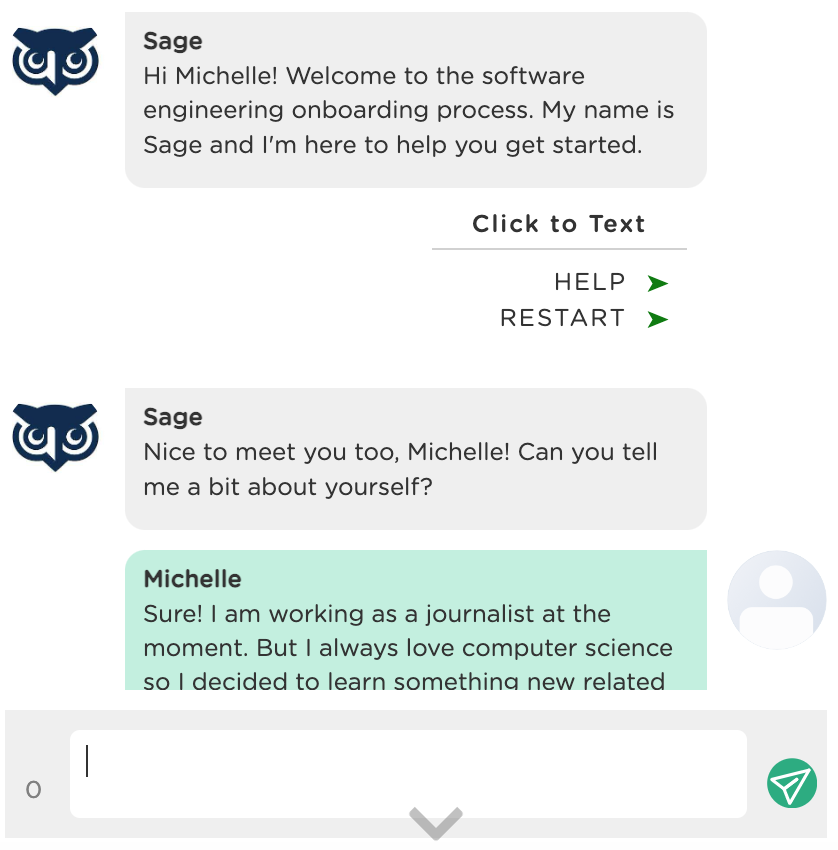 Sage
Hi Michelle! Welcome to the software
engineering onboarding process. My name is
Sage and I'm here to help you get started.
Click to Text
HELP
RESTART
Sage
Nice to meet you too, Michelle! Can you tell
me a bit about yourself?
Michelle
Sure! I am working as a journalist at the
moment. But I always love computer science
so I decided to learn something new related
0